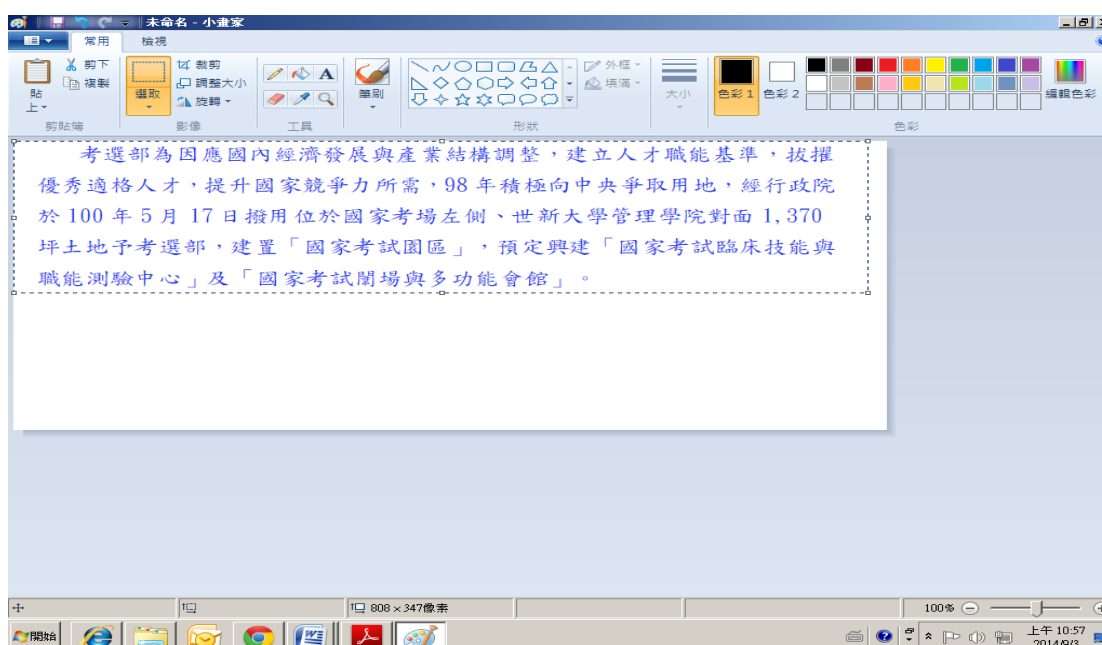 未命名 - 小畫家
常用 檢視
剪下 裁剪 外框
複製 調整大小 填滿
貼上 選取 旋轉 筆刷 大小 色彩 1 色彩 2 編輯色彩
剪貼簿 影像 工具 形狀 色彩
考選部為因應國內經濟發展與產業結構調整，建立人才職能基準，拔擢
優秀適格人才，提升國家競爭力所需，98 年積極向中央爭取用地，經行政院
於 100 年 5 月 17 日撥用位於國家考場左側、世新大學管理學院對面 1,370
坪土地予考選部，建置「國家考試園區」，預定興建「國家考試臨床技能與
職能測驗中心」及「國家考試闈場與多功能會館」。
808 × 347像素 100%
開始 上午 10:57
2014/9/3